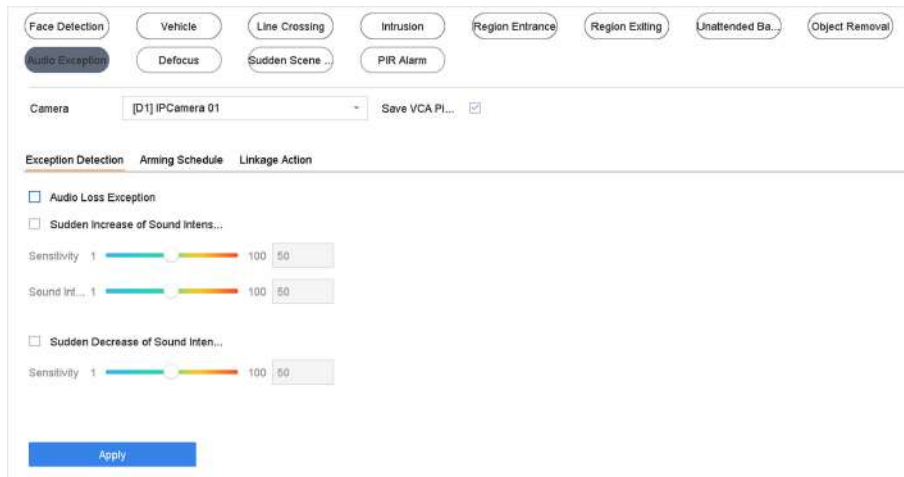 Face Detection Vehicle Line Crossing Intrusion Region Entrance Region Exiting Unattended Ba... Object Removal
Audio Exception Defocus Sudden Scene ... PIR Alarm
Camera [D1] IPCamera 01 Save VCA Pi...
Exception Detection Arming Schedule Linkage Action
Audio Loss Exception
Sudden Increase of Sound Intens...
Sensitivity 1 100 50
Sound Int... 1 100 50
Sudden Decrease of Sound Inten...
Sensitivity 1 100 50
Apply